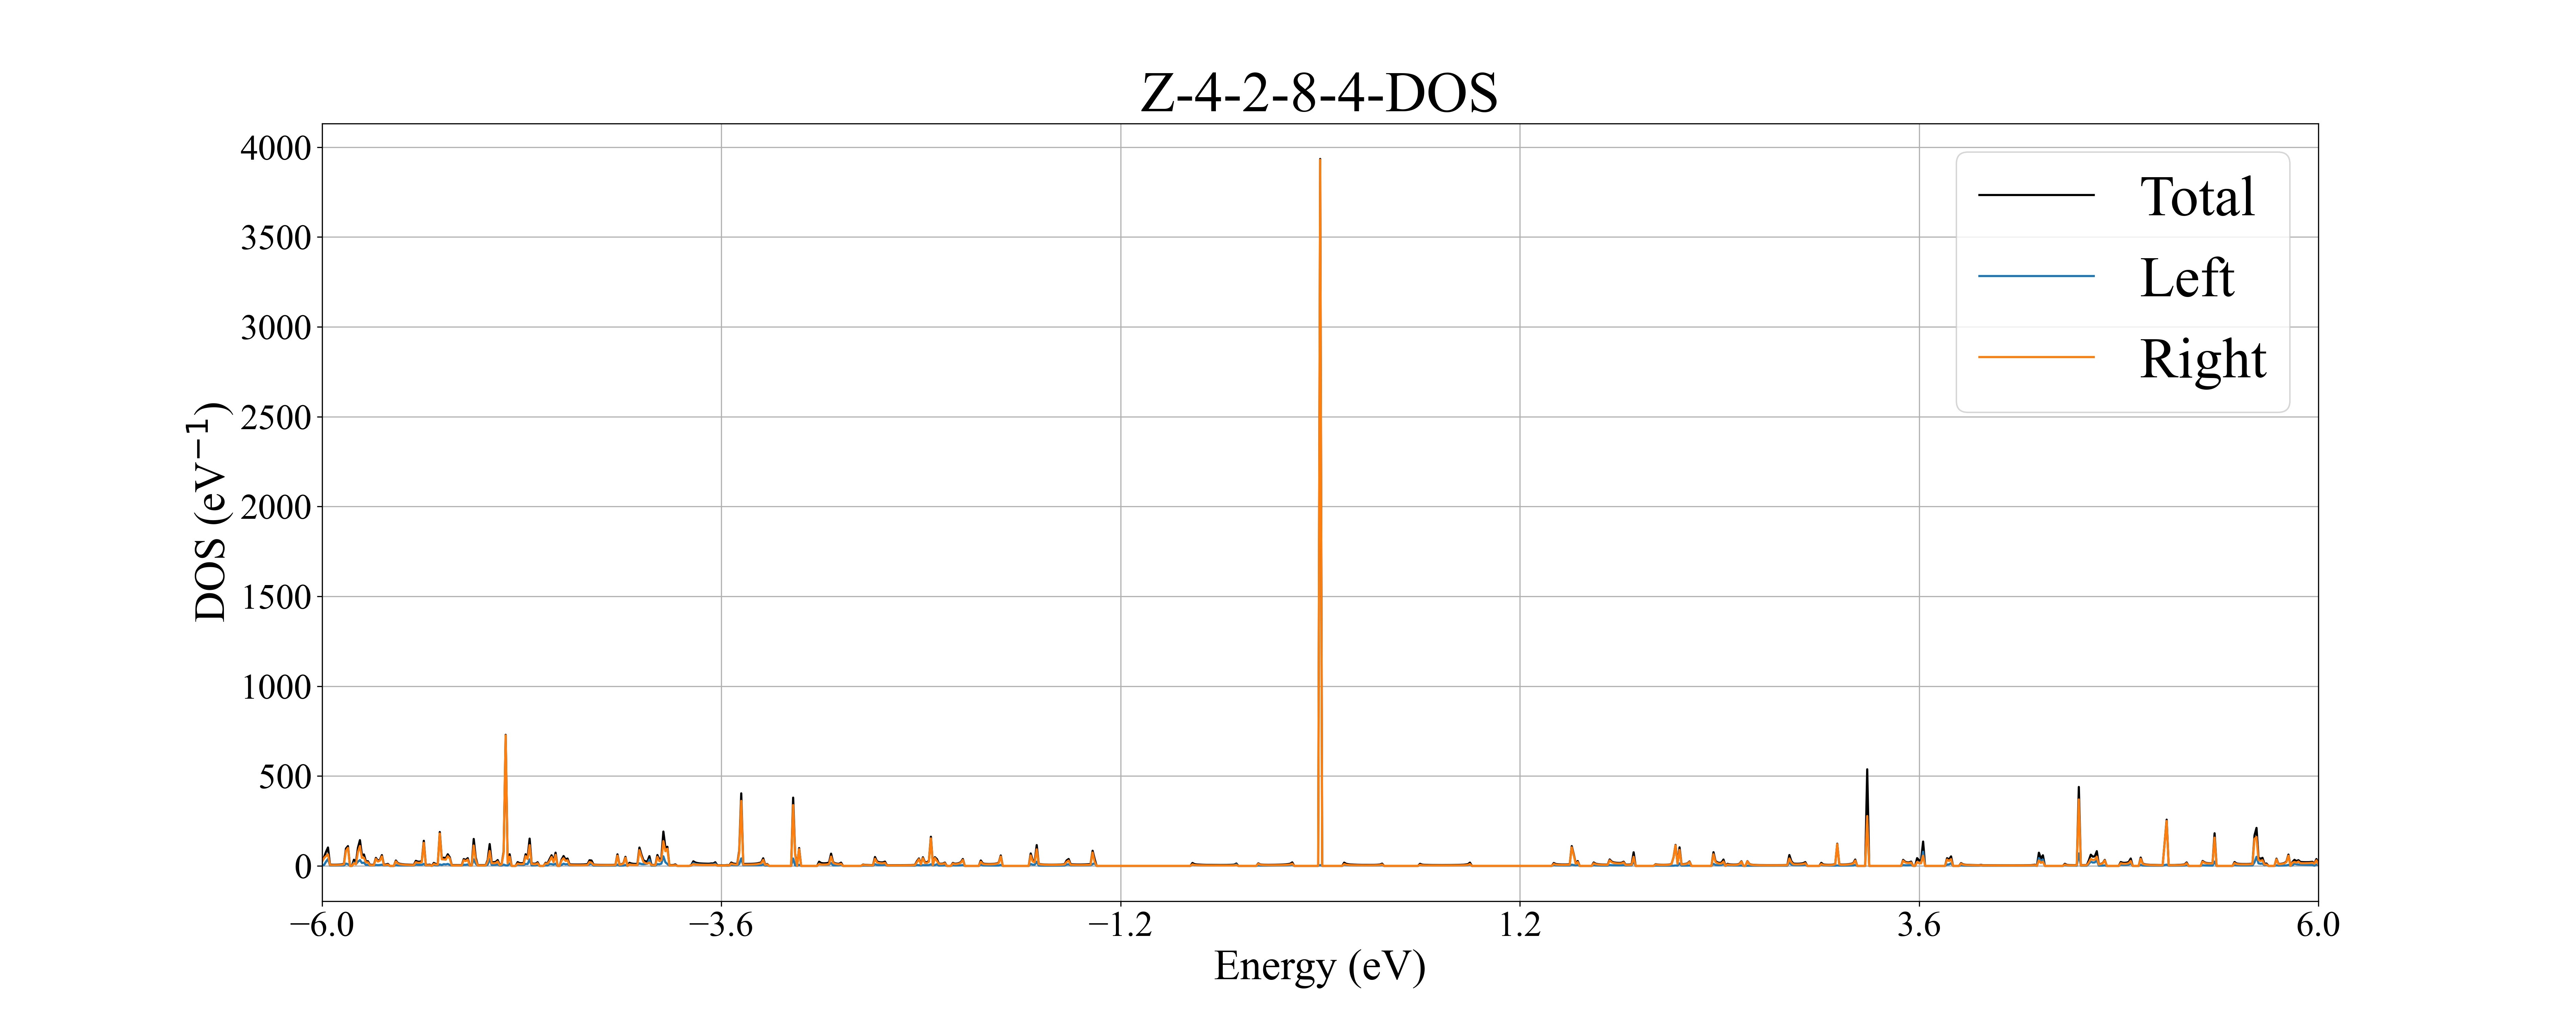 Z-4-2-8-4-DOS
4000
3500
3000
2500
2000
1500
1000
500
0
DOS (eV⁻¹)
Total
Left
Right
−6.0
−3.6
−1.2
1.2
3.6
6.0
Energy (eV)